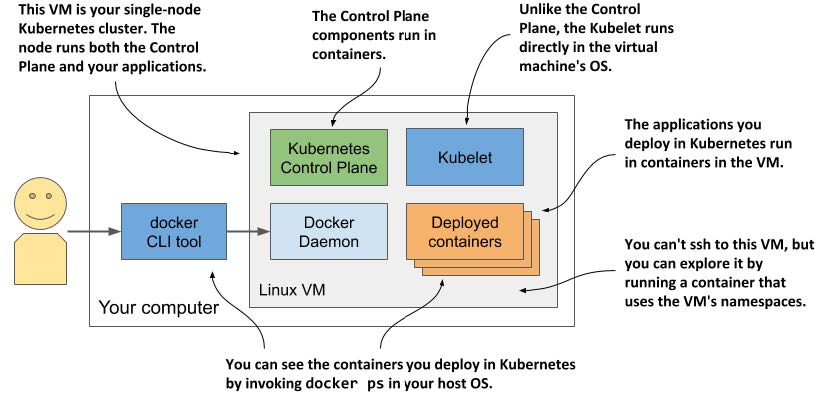 This VM is your single-node
Kubernetes cluster. The
node runs both the Control
Plane and your applications.
The Control Plane
components run in
containers.
Unlike the Control
Plane, the Kubelet runs
directly in the virtual
machine's OS.
The applications you
deploy in Kubernetes run
in containers in the VM.
Kubernetes
Control Plane
Kubelet
docker
CLI tool
Docker
Daemon
Deployed
containers
Linux VM
Your computer
You can't ssh to this VM, but
you can explore it by
running a container that
uses the VM's namespaces.
You can see the containers you deploy in Kubernetes
by invoking docker ps in your host OS.